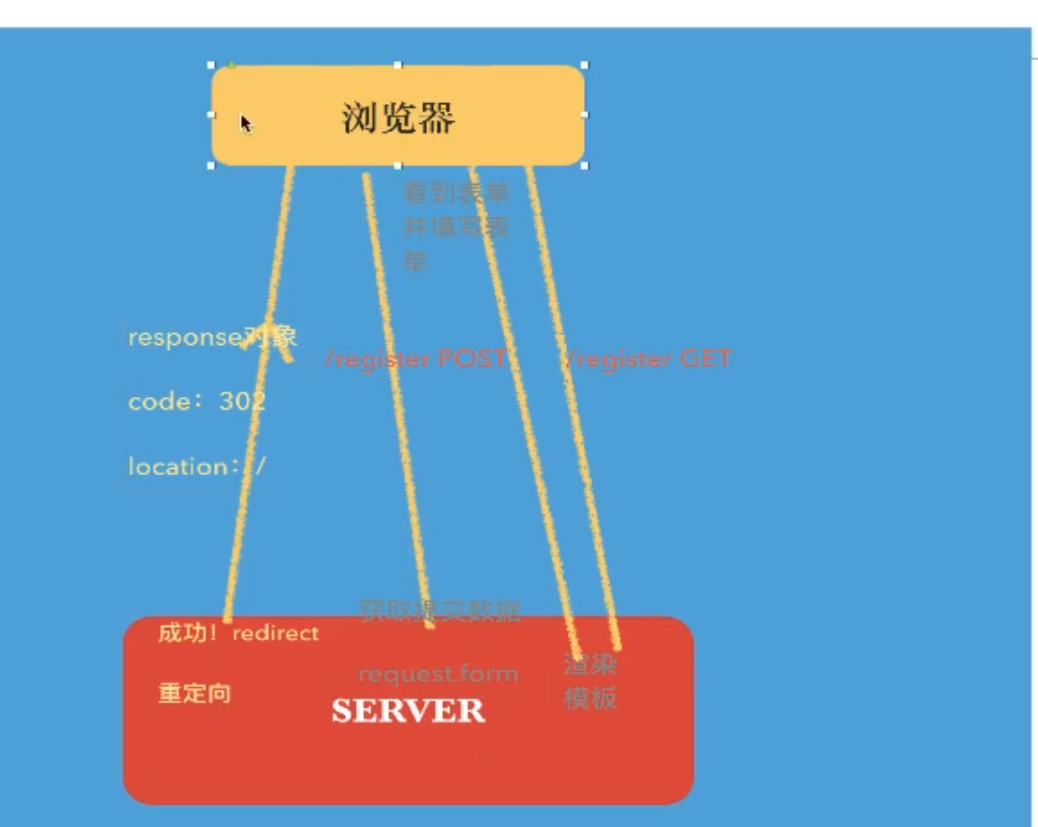 浏览器
看到表单
并填写表
单
response对象
/register POST
/register GET
code：302
location：/
获取提交数据
成功！redirect
request.form
渲染
模板
重定向
SERVER